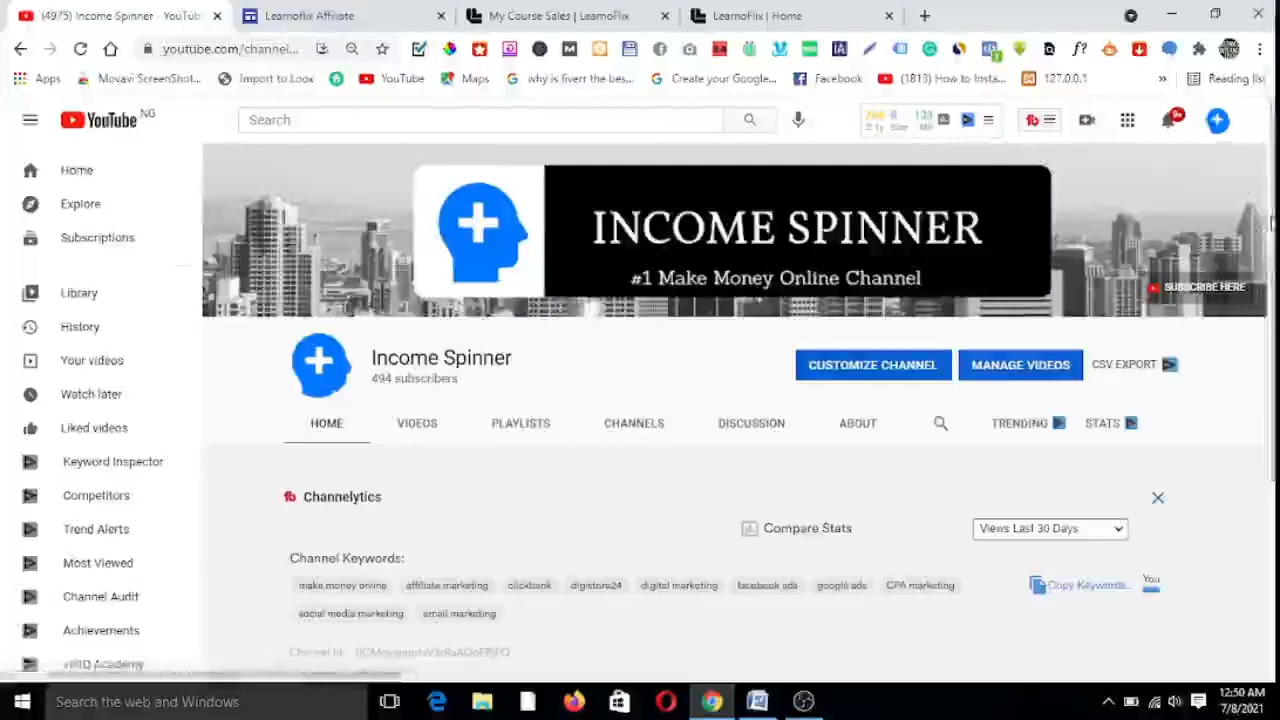 (4975) Income Spinner - YouTub
Learnoflix Affiliate
My Course Sales | LearnoFlix
LearnoFlix | Home
youtube.com/channel...
Apps
Movavi ScreenShot...
Import to Loox
YouTube
Maps
why is fiverr the bes...
Create your Google...
Facebook
(1813) How to Insta...
127.0.0.1
»
Reading list
YouTube NG
Search
9+
Home
Explore
Subscriptions
Library
History
Your videos
Watch later
Liked videos
Keyword Inspector
Competitors
Trend Alerts
Most Viewed
Channel Audit
Achievements
vidIQ Academy
INCOME SPINNER
#1 Make Money Online Channel
SUBSCRIBE HERE
Income Spinner
494 subscribers
CUSTOMIZE CHANNEL
MANAGE VIDEOS
CSV EXPORT
HOME
VIDEOS
PLAYLISTS
CHANNELS
DISCUSSION
ABOUT
TRENDING
STATS
Channelytics
Compare Stats
Views Last 30 Days
Channel Keywords:
make money online affiliate marketing clickbank digistore24 digital marketing facebook ads google ads CPA marketing
social media marketing email marketing
Copy Keywords...
You
Channel Id:
Search the web and Windows
12:50 AM
7/8/2021